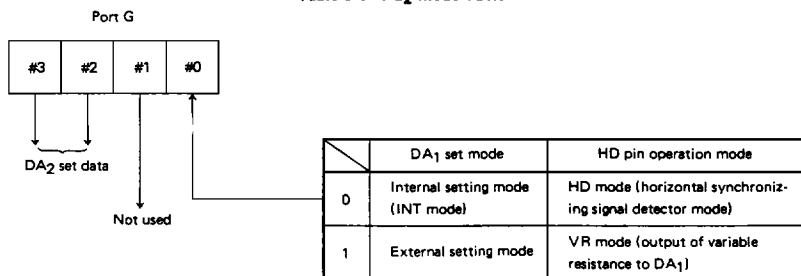 Port G
#3 #2 #1 #0
DA2 set data
Not used
DA1 set mode HD pin operation mode
0 Internal setting mode HD mode (horizontal synchroniz-
(INT mode) ing signal detector mode)
1 External setting mode VR mode (output of variable
resistance to DA1)